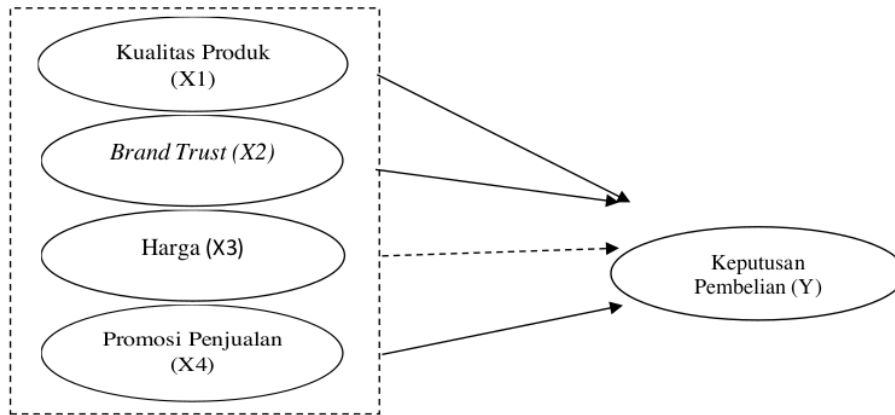 Kualitas Produk
(X1)
Brand Trust (X2)
Harga (X3)
Promosi Penjualan
(X4)
Keputusan
Pembelian (Y)